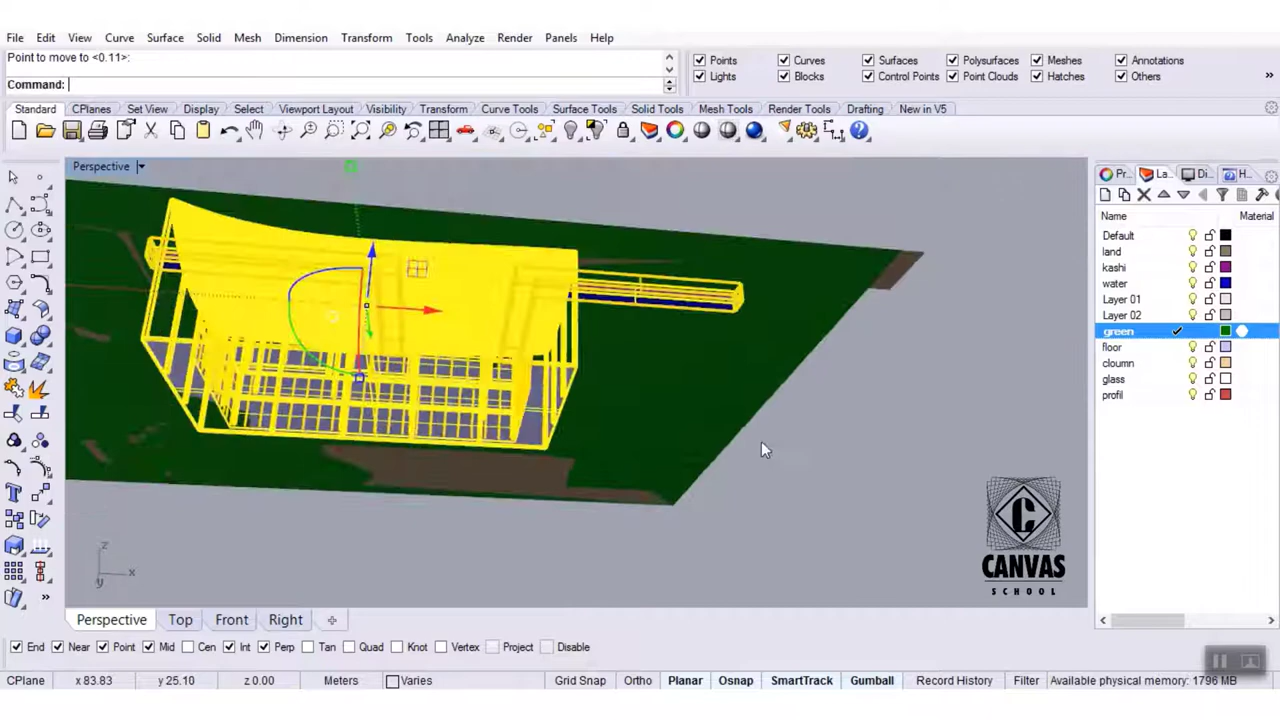 File Edit View Curve Surface Solid Mesh Dimension Transform Tools Analyze Render Panels Help
Point to move to <0.11>:
Command:
Points Curves Surfaces Polysurfaces Meshes Annotations
Lights Blocks Control Points Point Clouds Hatches Others
Standard CPlanes Set View Display Select Viewport Layout Visibility Transform Curve Tools Surface Tools Solid Tools Mesh Tools Render Tools Drafting New in V5
Perspective
Pr... La... Di... H...
Name Material
Default
land
kashi
water
Layer 01
Layer 02
green
floor
cloumn
glass
profil
z
x
y
C
CANVAS
SCHOOL
Perspective Top Front Right
End Near Point Mid Cen Int Perp Tan Quad Knot Vertex Project Disable
CPlane x 83.83 y 25.10 z 0.00 Meters Varies Grid Snap Ortho Planar Osnap SmartTrack Gumball Record History Filter Available physical memory: 1796 MB